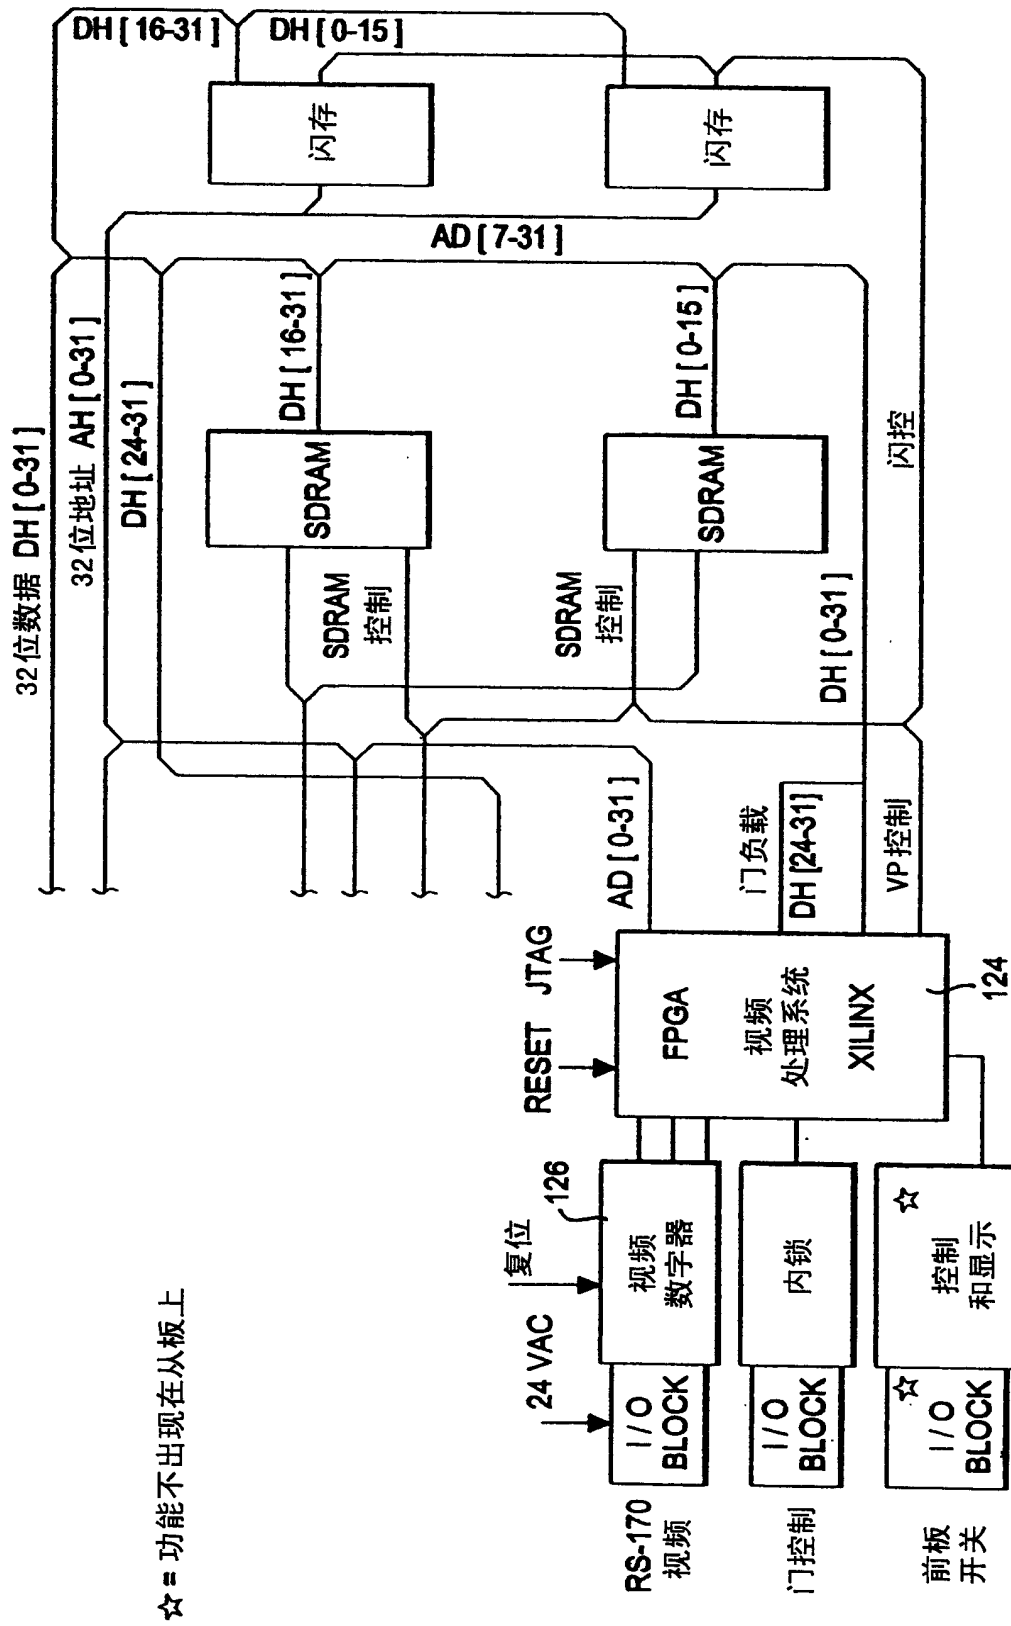 32位数据 DH [ 0-31 ]
32位地址 AH [ 0-31 ]
DH [ 24-31 ]
DH [ 16-31 ]
DH [ 0-15 ]
闪存
闪存
AD [ 7-31 ]
DH [ 16-31 ]
DH [ 0-15 ]
SDRAM
SDRAM
SDRAM
控制
SDRAM
控制
闪控
DH [ 0-31 ]
AD [ 0-31 ]
门负载
DH [24-31]
VP控制
RESET
JTAG
FPGA
视频
处理系统
XILINX
124
24 VAC
复位
126
RS-170
视频
I / O
BLOCK
视频
数字器
门控制
I / O
BLOCK
内锁
前板
开关
☆
I / O
BLOCK
☆
控制
和显示
☆ = 功能不出现在从板上